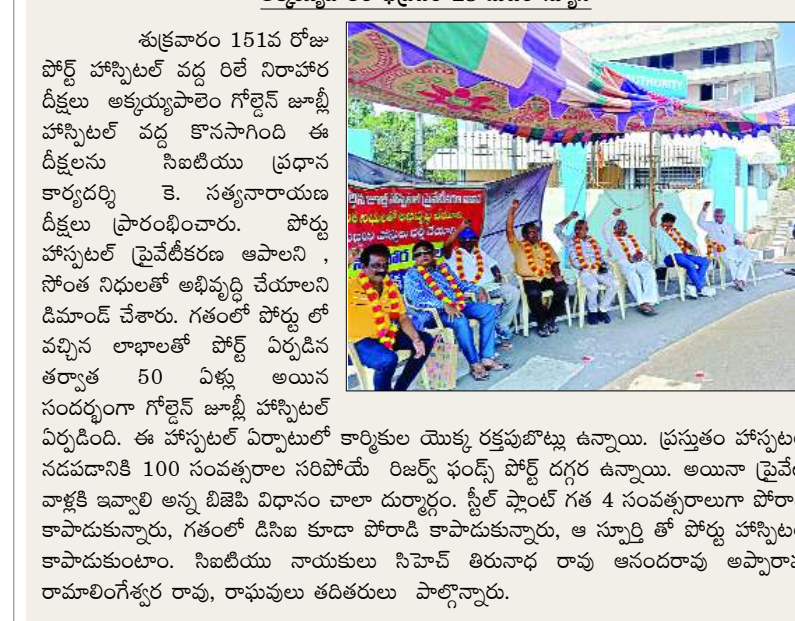 శుక్రవారం 151వ రోజు
పోర్ట్ హాస్పిటల్ వద్ద రిలే నిరాహార
దీక్షలు అక్కయ్యపాలెం గోల్డెన్ జూబ్లీ
హాస్పిటల్ వద్ద కొనసాగింది ఈ
దీక్షలను సిఐటియు ప్రధాన
కార్యదర్శి కె. సత్యనారాయణ
దీక్షలు ప్రారంభించారు. పోర్టు
హాస్పటల్ ప్రైవేటీకరణ ఆపాలని ,
సోంత నిధులతో అభివృద్ధి చేయాలని
డిమాండ్ చేశారు. గతంలో పోర్టు లో
వచ్చిన లాభాలతో పోర్ట్ ఏర్పడిన
తర్వాత 50 ఏళ్లు అయిన
సందర్భంగా గోల్డెన్ జూబ్లీ హాస్పిటల్
ఏర్పడింది. ఈ హాస్పటల్ ఏర్పాటులో కార్మికుల యొక్క రక్తపుబొట్లు ఉన్నాయి. ప్రస్తుతం
నడపడానికి 100 సంవత్సరాల సరిపోయే రిజర్వ్ ఫండ్స్ పోర్ట్ దగ్గర ఉన్నాయి. అయినా
వాళ్లకి ఇవ్వాలి అన్న బిజెపి విధానం చాలా దుర్మార్గం. స్టీల్ ప్లాంట్ గత 4 సంవత్సరాలుగా
కాపాడుకున్నారు, గతంలో డిసిఐ కూడా పోరాడి కాపాడుకున్నారు, ఆ స్ఫూర్తి తో పోర్టు
కాపాడుకుంటాం. సిఐటియు నాయకులు సిహెచ్ తిరునాధ రావు ఆనందరావు
రామాలింగేశ్వర రావు, రాఘవులు తదితరులు పాల్గొన్నారు.
AUTHORITY